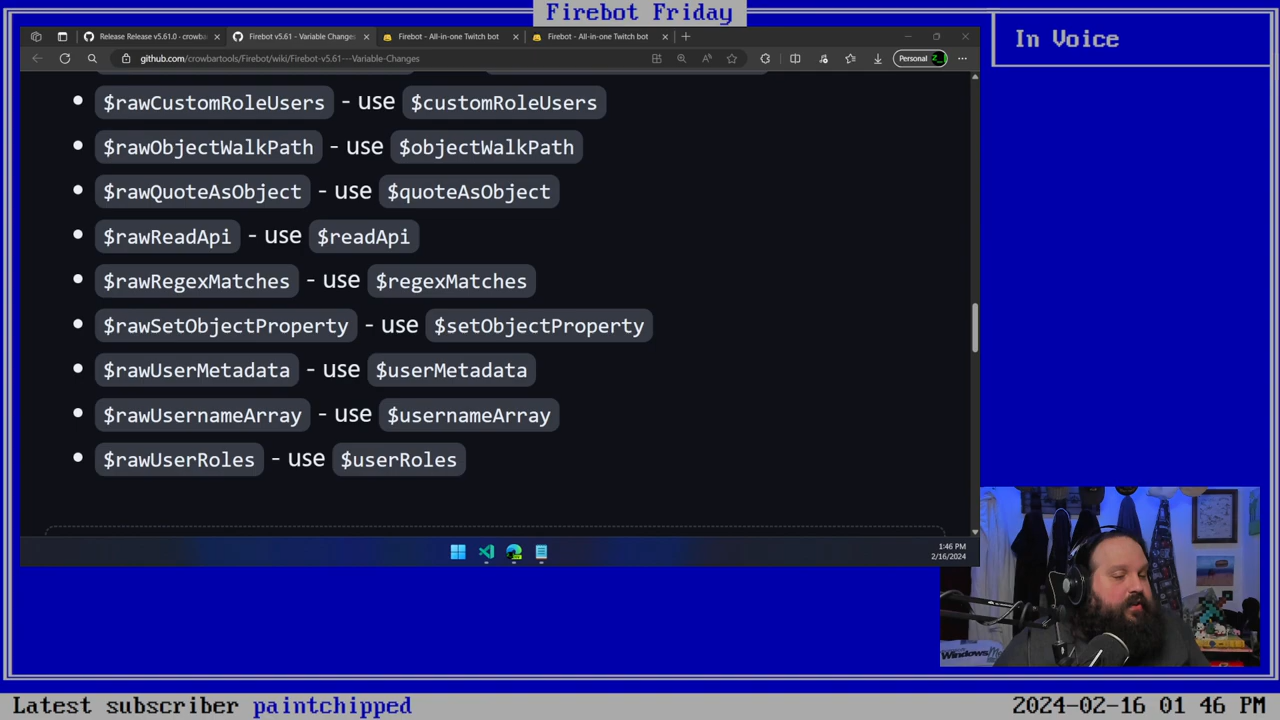 Firebot Friday
Release Release v5.61.0 · crowba
Firebot v5.61 - Variable Changes
Firebot - All-in-one Twitch bot
Firebot - All-in-one Twitch bot
github.com/crowbartools/Firebot/wiki/Firebot-v5.61---Variable-Changes
Personal
In Voice
$rawCustomRoleUsers - use $customRoleUsers
$rawObjectWalkPath - use $objectWalkPath
$rawQuoteAsObject - use $quoteAsObject
$rawReadApi - use $readApi
$rawRegexMatches - use $regexMatches
$rawSetObjectProperty - use $setObjectProperty
$rawUserMetadata - use $userMetadata
$rawUsernameArray - use $usernameArray
$rawUserRoles - use $userRoles
1:46 PM
2/16/2024
Latest subscriber paintchipped
2024-02-16 01 46 PM